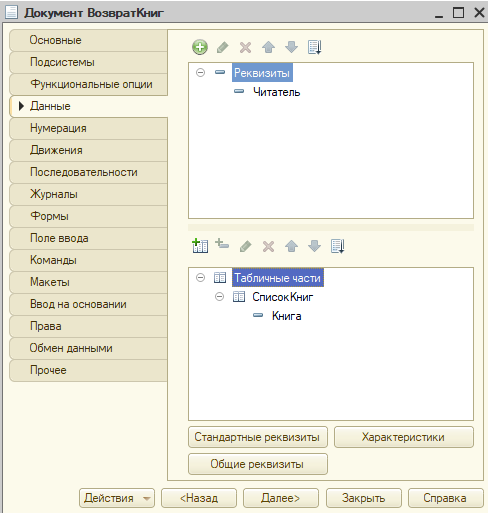 Документ ВозвратКниг
Основные
Подсистемы
Функциональные опции
Данные
Нумерация
Движения
Последовательности
Журналы
Формы
Поле ввода
Команды
Макеты
Ввод на основании
Права
Обмен данными
Прочее
Реквизиты
Читатель
Табличные части
СписокКниг
Книга
Стандартные реквизиты
Характеристики
Общие реквизиты
Действия
<Назад
Далее>
Закрыть
Справка